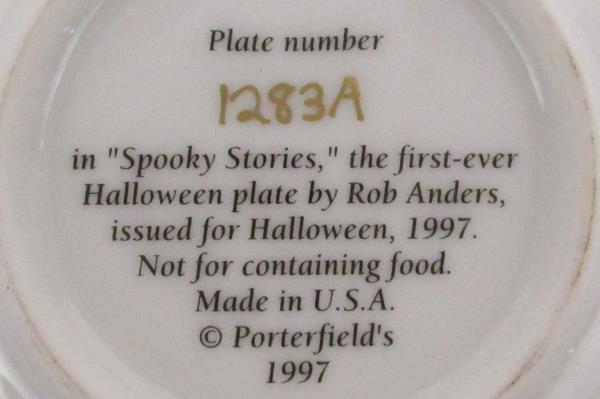 Plate number
1283A
in "Spooky Stories," the first-ever
Halloween plate by Rob Anders,
issued for Halloween, 1997.
Not for containing food.
Made in U.S.A.
© Porterfield's
1997